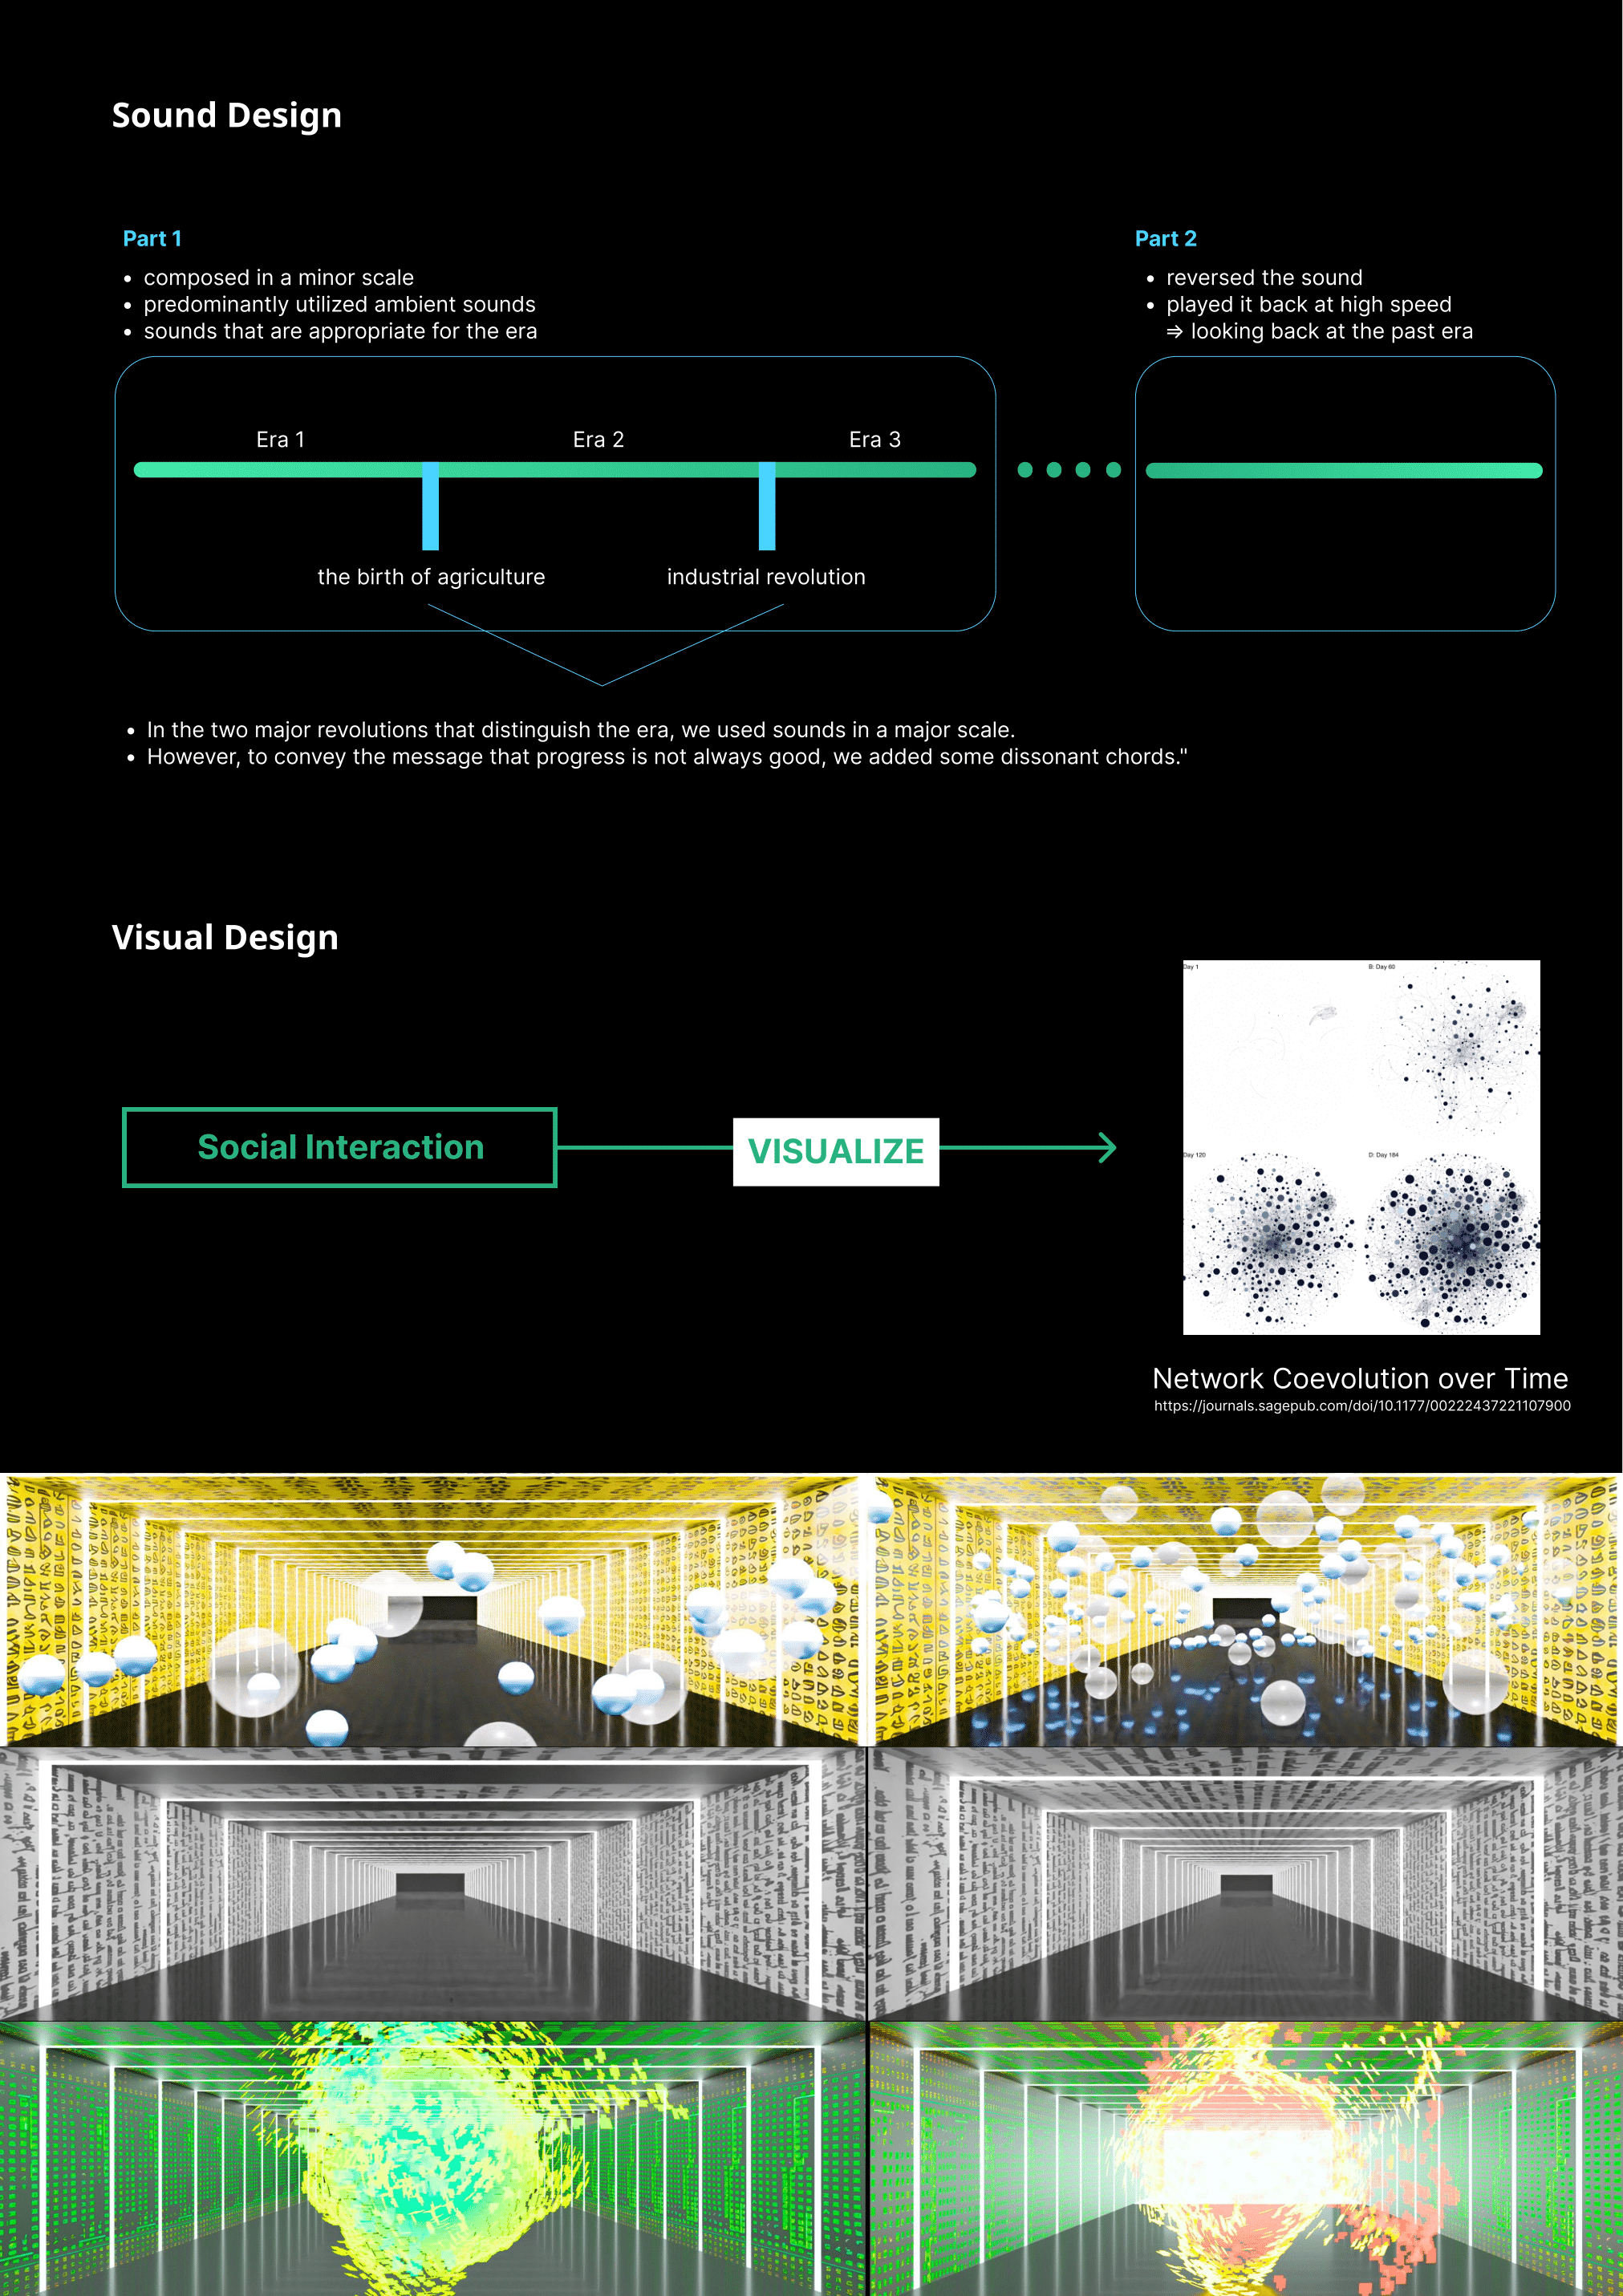 Sound Design
Part 1
• composed in a minor scale
• predominantly utilized ambient sounds
• sounds that are appropriate for the era
Part 2
• reversed the sound
• played it back at high speed
⇒ looking back at the past era
Era 1
Era 2
Era 3
the birth of agriculture
industrial revolution
• In the two major revolutions that distinguish the era, we used sounds in a major scale.
• However, to convey the message that progress is not always good, we added some dissonant chords."
Visual Design
Social Interaction
VISUALIZE
Day 1
B: Day 60
Day 120
D: Day 184
Network Coevolution over Time
https://journals.sagepub.com/doi/10.1177/00222437221107900